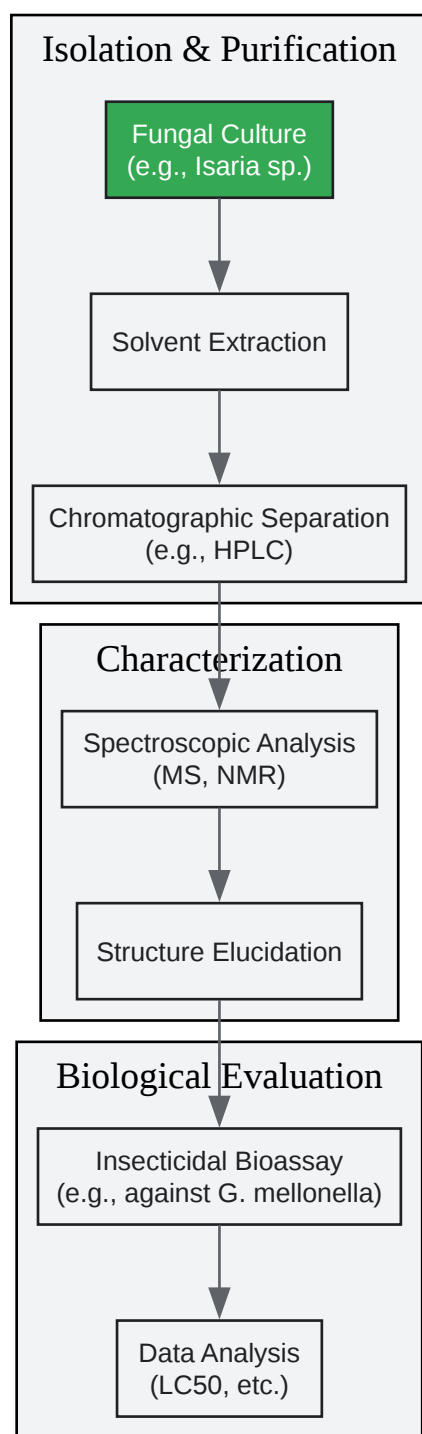 Isolation & Purification
Fungal Culture
(e.g., Isaria sp.)
Solvent Extraction
Chromatographic Separation
(e.g., HPLC)
Characterization
Spectroscopic Analysis
(MS, NMR)
Structure Elucidation
Biological Evaluation
Insecticidal Bioassay
(e.g., against G. mellonella)
Data Analysis
(LC50, etc.)